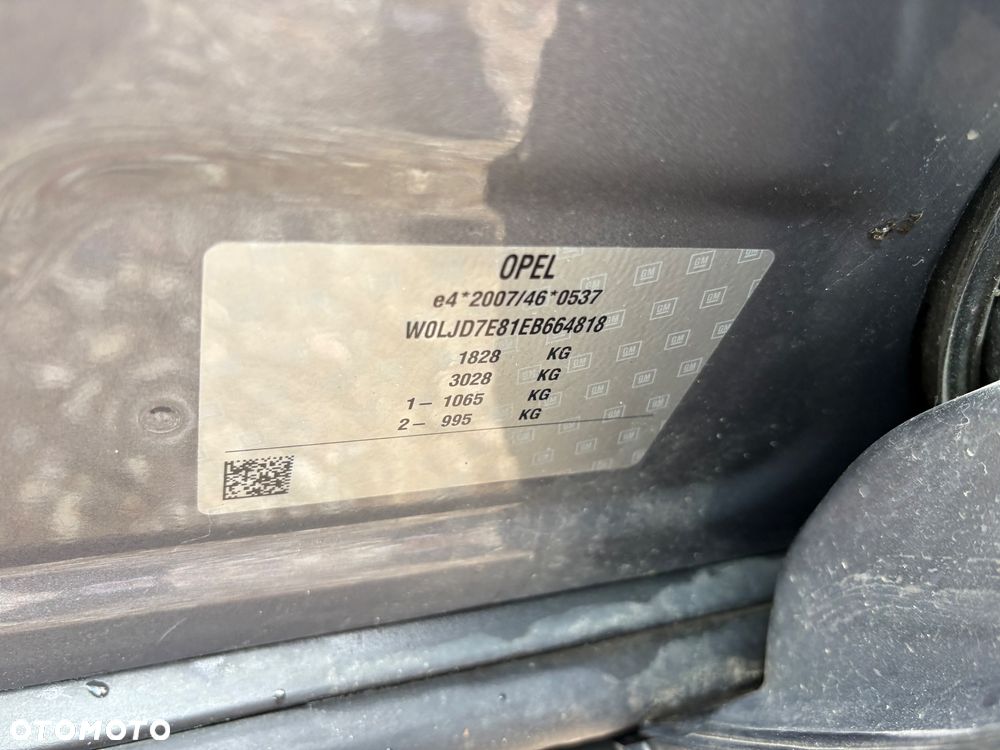 OPEL
e4*2007/46*0537
W0LJD7E81EB664818
1828 KG
3028 KG
1– 1065 KG
2– 995 KG
OTOMOTO